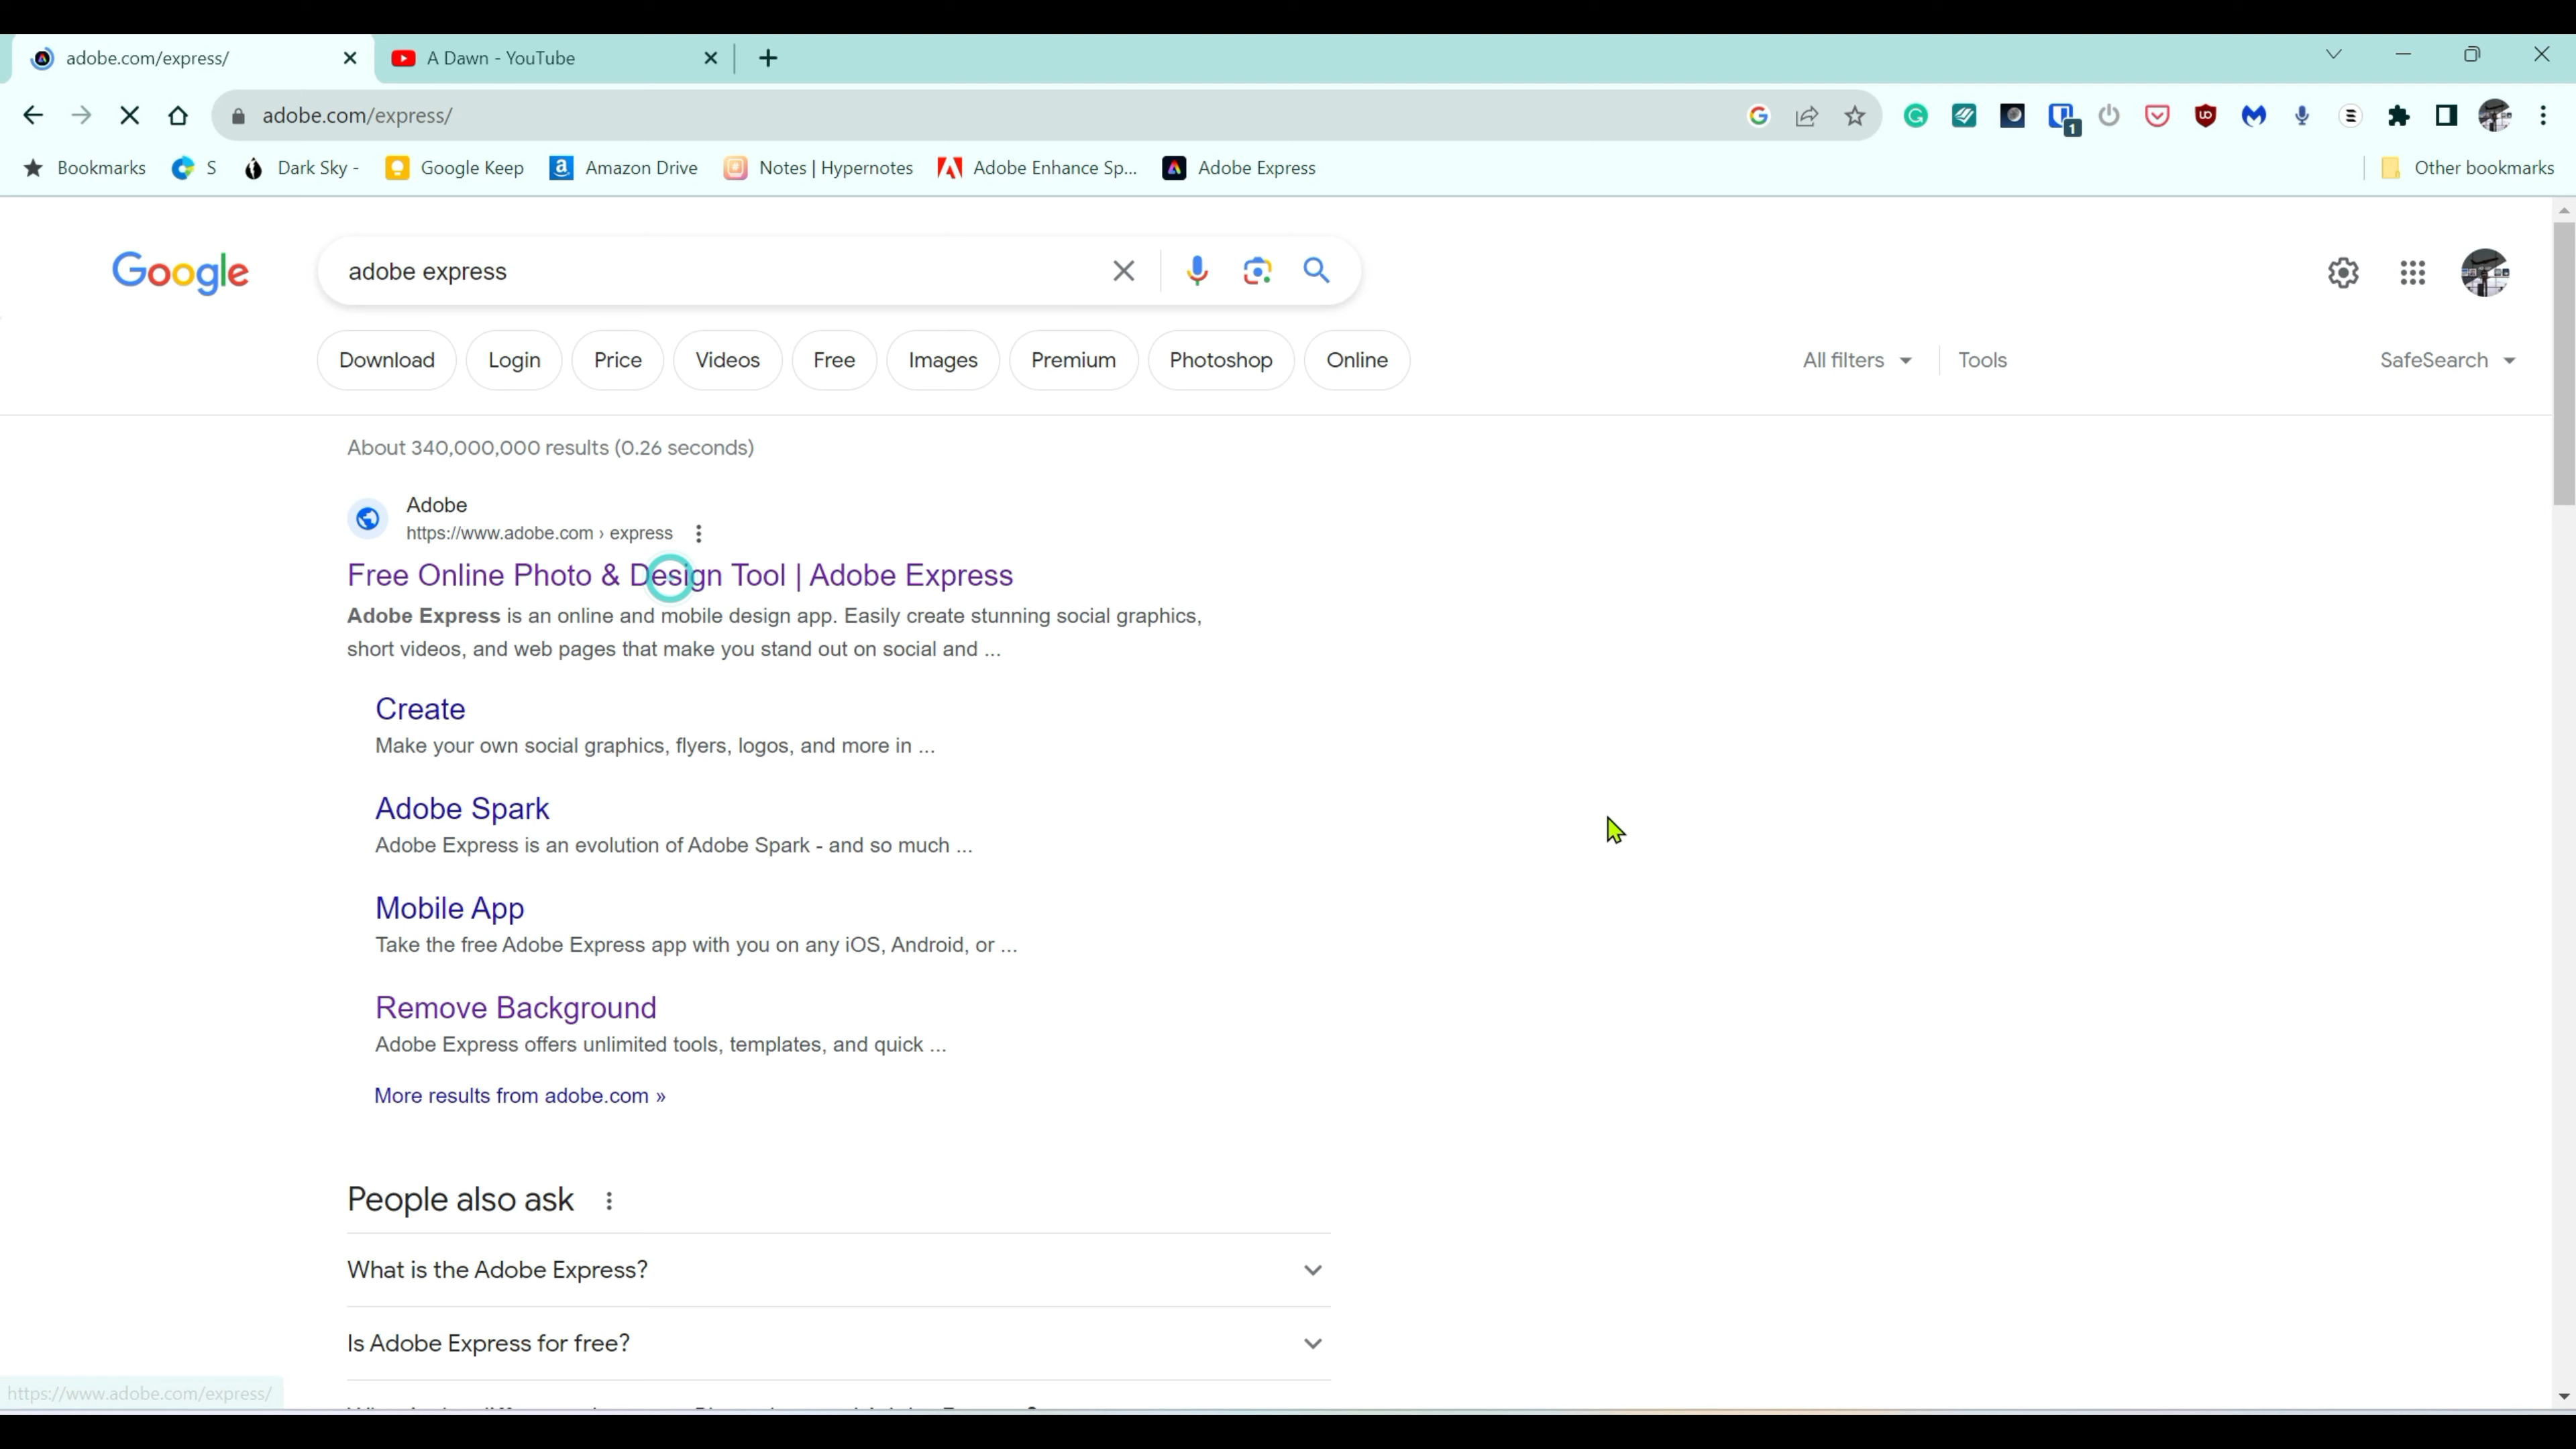 adobe.com/express/
A Dawn - YouTube
adobe.com/express/
1
Bookmarks
S
Dark Sky -
Google Keep
Amazon Drive
Notes | Hypernotes
Adobe Enhance Sp...
Adobe Express
Other bookmarks
Google
adobe express
Download
Login
Price
Videos
Free
Images
Premium
Photoshop
Online
All filters
Tools
SafeSearch
About 340,000,000 results (0.26 seconds)
Adobe
https://www.adobe.com › express
Free Online Photo & Design Tool | Adobe Express
Adobe Express is an online and mobile design app. Easily create stunning social graphics,
short videos, and web pages that make you stand out on social and ...
Create
Make your own social graphics, flyers, logos, and more in ...
Adobe Spark
Adobe Express is an evolution of Adobe Spark - and so much ...
Mobile App
Take the free Adobe Express app with you on any iOS, Android, or ...
Remove Background
Adobe Express offers unlimited tools, templates, and quick ...
More results from adobe.com »
People also ask
What is the Adobe Express?
Is Adobe Express for free?
https://www.adobe.com/express/